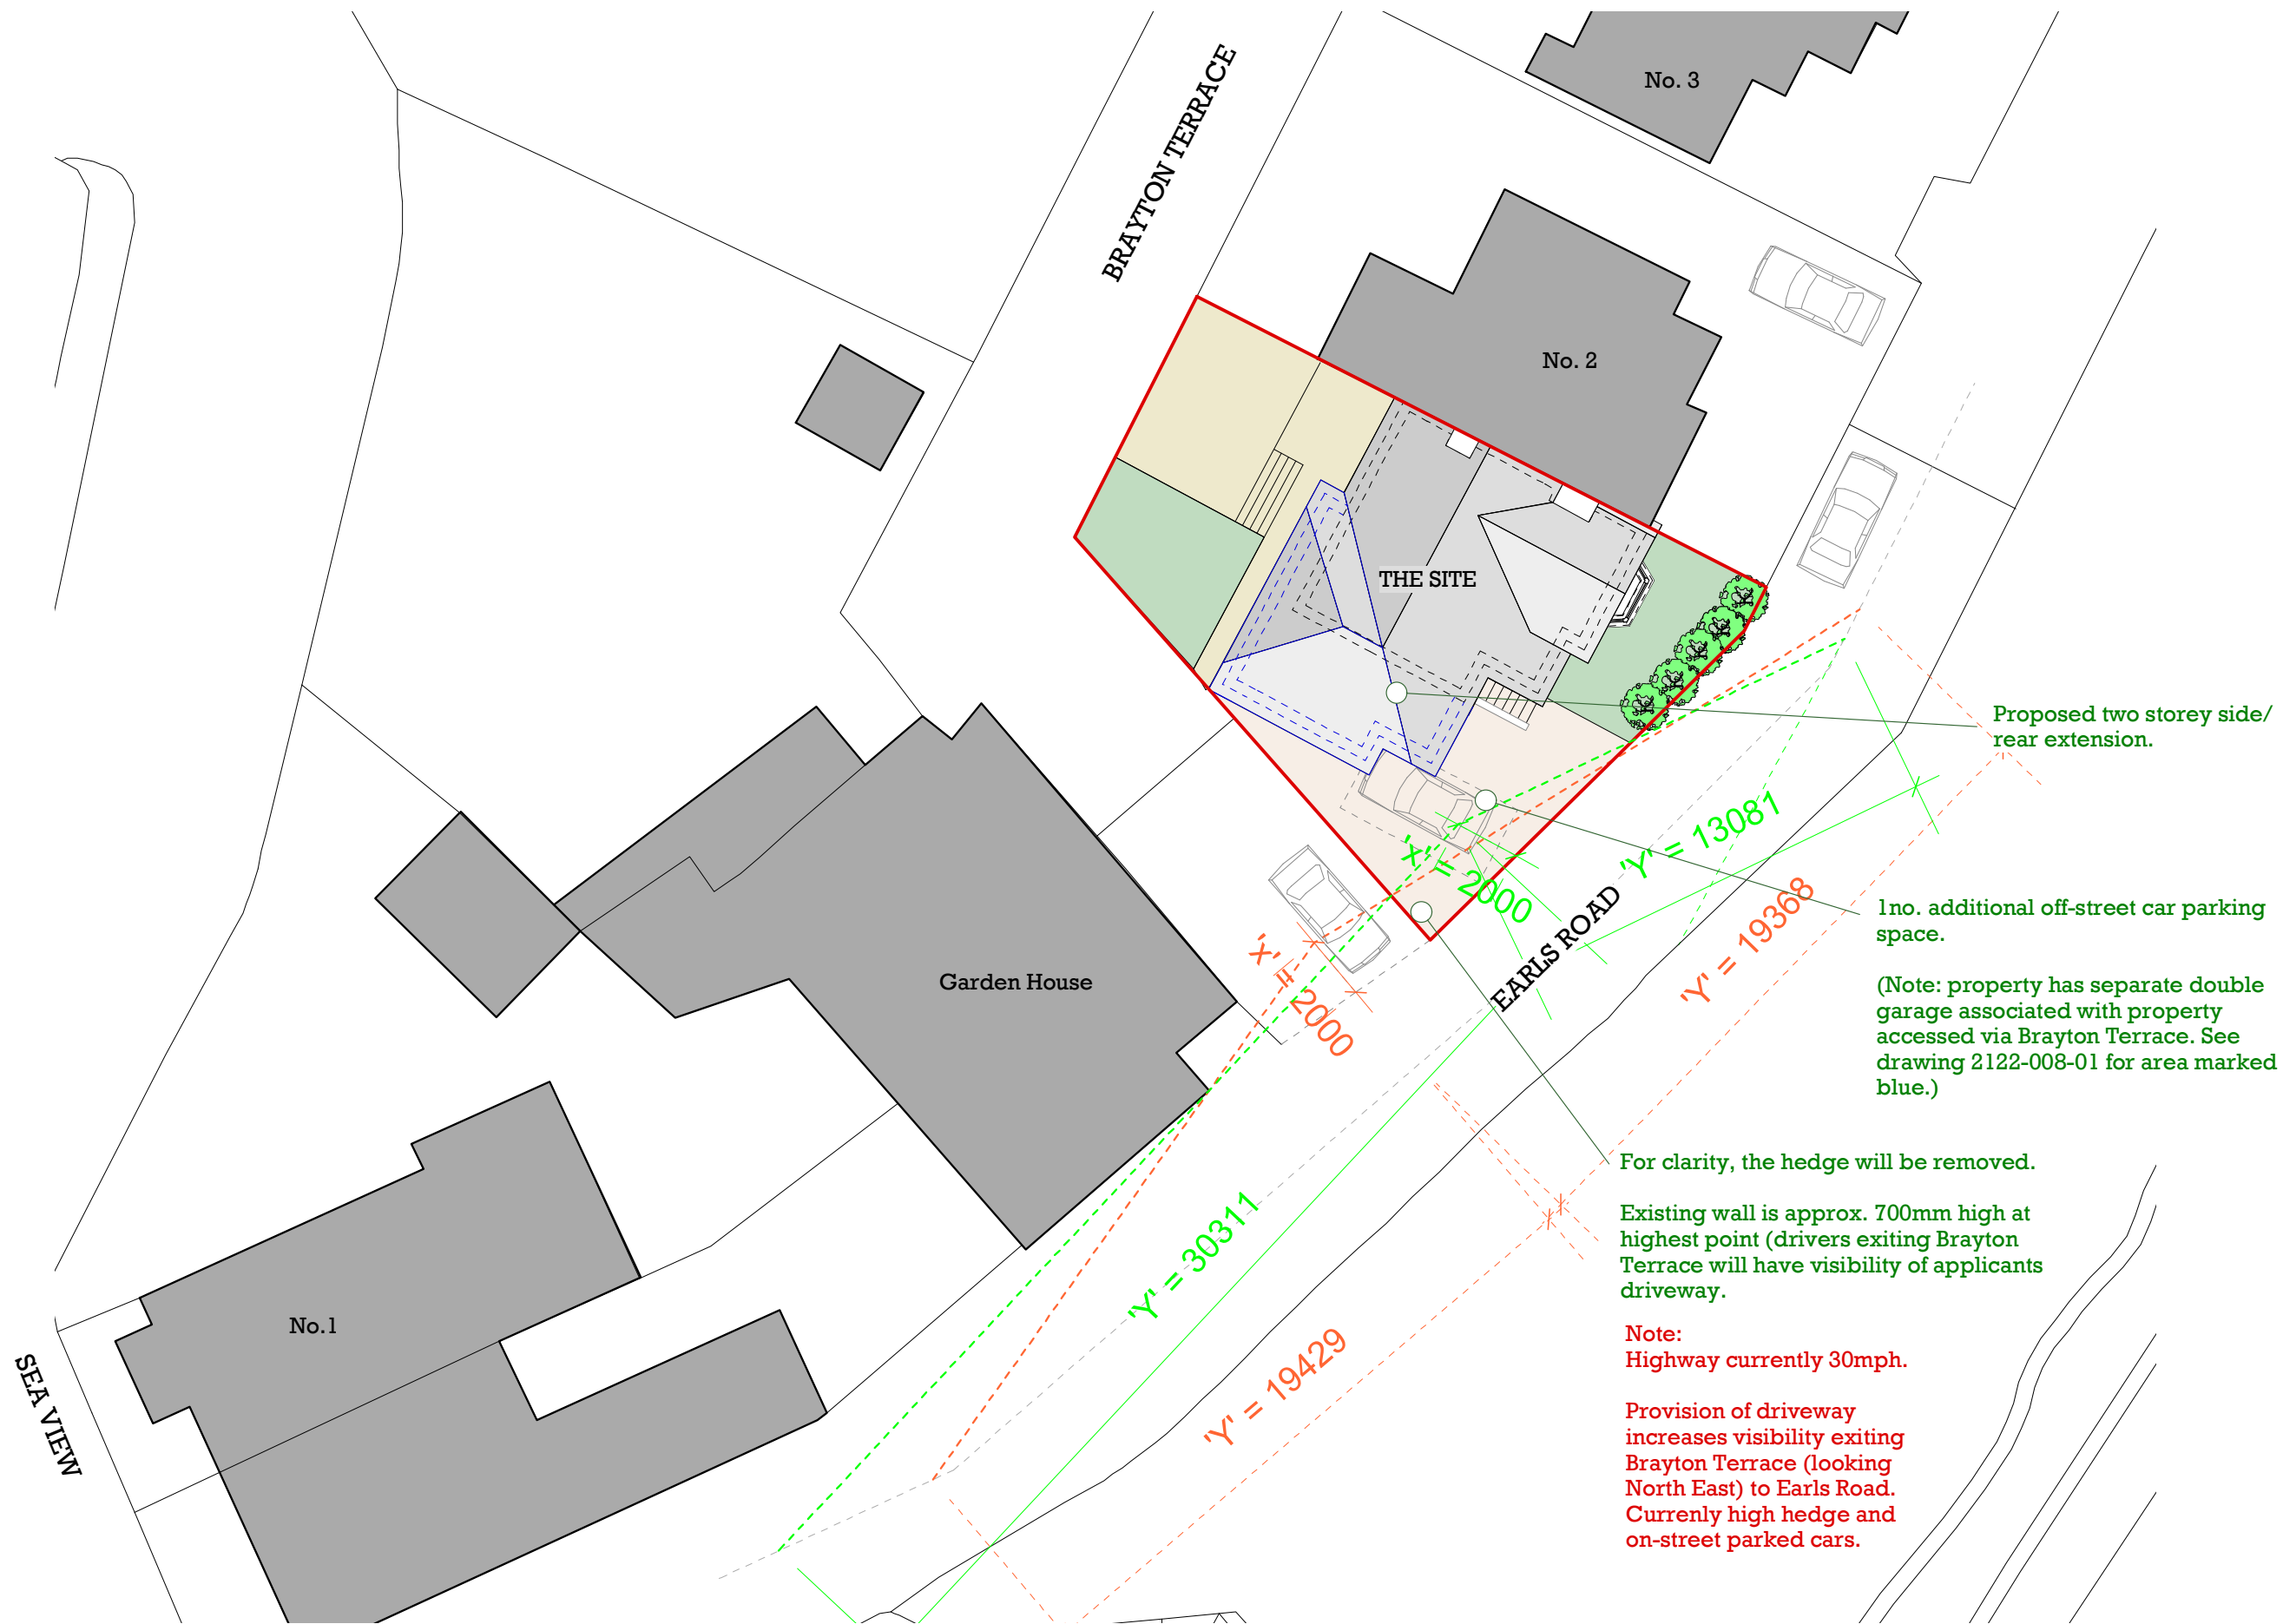 BRAYTON TERRACE
No. 3
No. 2
THE SITE
Proposed two storey side/
rear extension.
'Y' = 13081
'x' = 2000
EARLS ROAD
'Y' = 19368
1no. additional off-street car parking
space.
(Note: property has separate double
garage associated with property
accessed via Brayton Terrace. See
drawing 2122-008-01 for area marked
blue.)
'x' = 2000
Garden House
For clarity, the hedge will be removed.
Existing wall is approx. 700mm high at
highest point (drivers exiting Brayton
Terrace will have visibility of applicants
driveway.
'Y' = 30311
'Y' = 19429
No.1
SEA VIEW
Note:
Highway currently 30mph.
Provision of driveway
increases visibility exiting
Brayton Terrace (looking
North East) to Earls Road.
Currenly high hedge and
on-street parked cars.